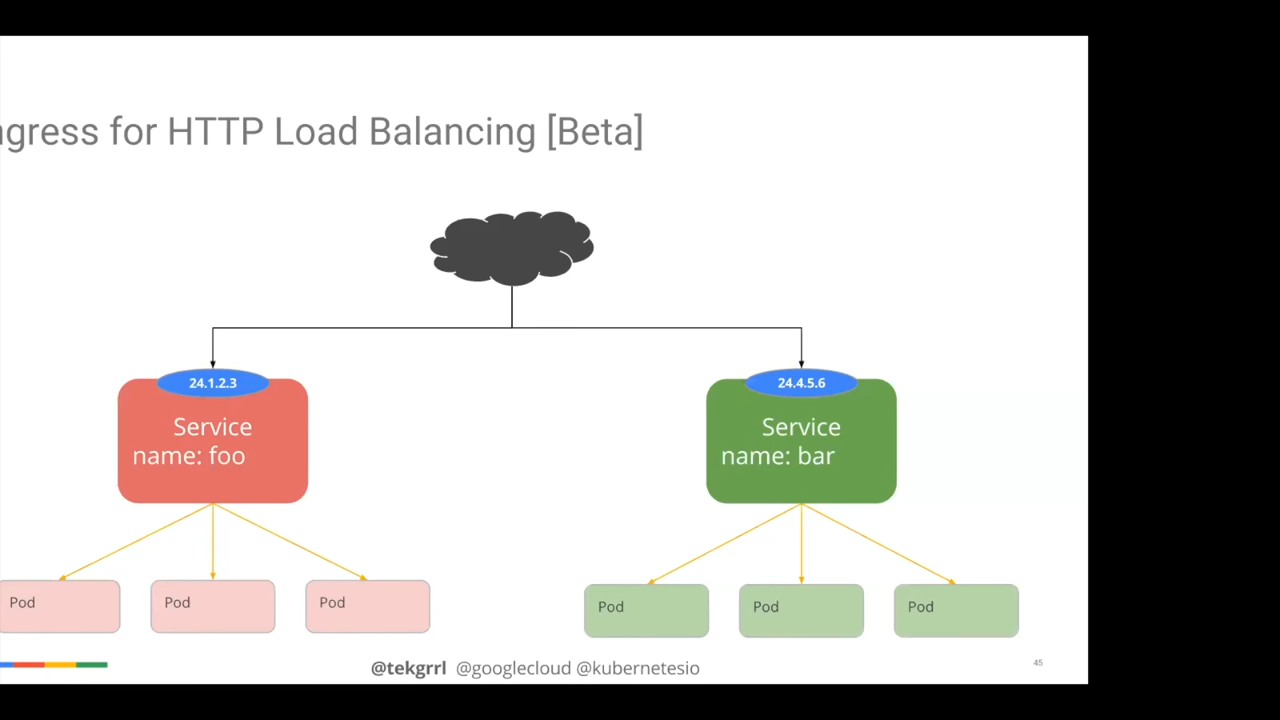 ngress for HTTP Load Balancing [Beta]
24.1.2.3
24.4.5.6
Service
name: foo
Service
name: bar
Pod
Pod
Pod
Pod
Pod
Pod
@tekgrrl @googlecloud @kubernetesio
45